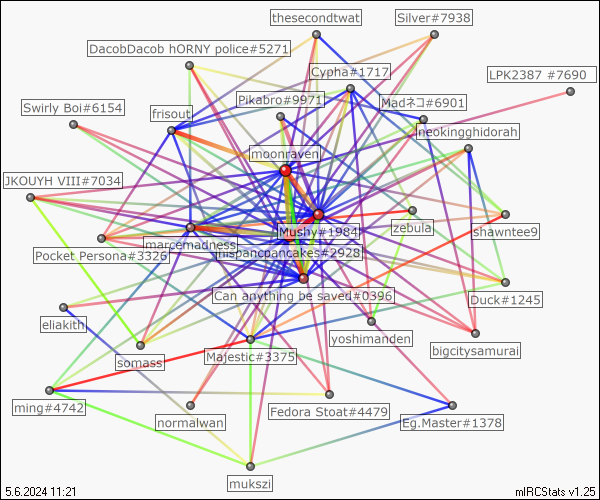 thesecondtwat
Silver#7938
DacobDacob hORNY police#5271
Cypha#1717
LPK2387 #7690
Swirly Boi#6154
Pikabro#9971
Madネコ#6901
frisout
neokingghidorah
moonraven
JKOUYH VIII#7034
zebula
shawntee9
Mushy#1984
marcemadness
Pocket Persona#3326
mispancpancakes#2928
Can anything be saved#0396
Duck#1245
eliakith
yoshimanden
bigcitysamurai
somass
Majestic#3375
ming#4742
normalwan
Fedora Stoat#4479
Eg.Master#1378
mukszi
5.6.2024 11:21
mIRCStats v1.25